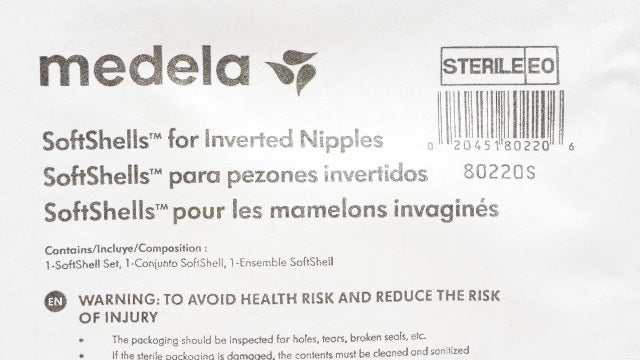 medela
STERILE EO
SoftShells™ for Inverted Nipples
0 20451 80220 6
SoftShells™ para pezones invertidos
80220S
SoftShells™ pour les mamelons invaginés
Contains/Incluye/Composition :
1-SoftShell Set, 1-Conjunto SoftShell, 1-Ensemble SoftShell
EN WARNING: TO AVOID HEALTH RISK AND REDUCE THE RISK
OF INJURY
• The packaging should be inspected for holes, tears, broken seals, etc.
• If the sterile packaging is damaged, the contents must be cleaned and sanitized